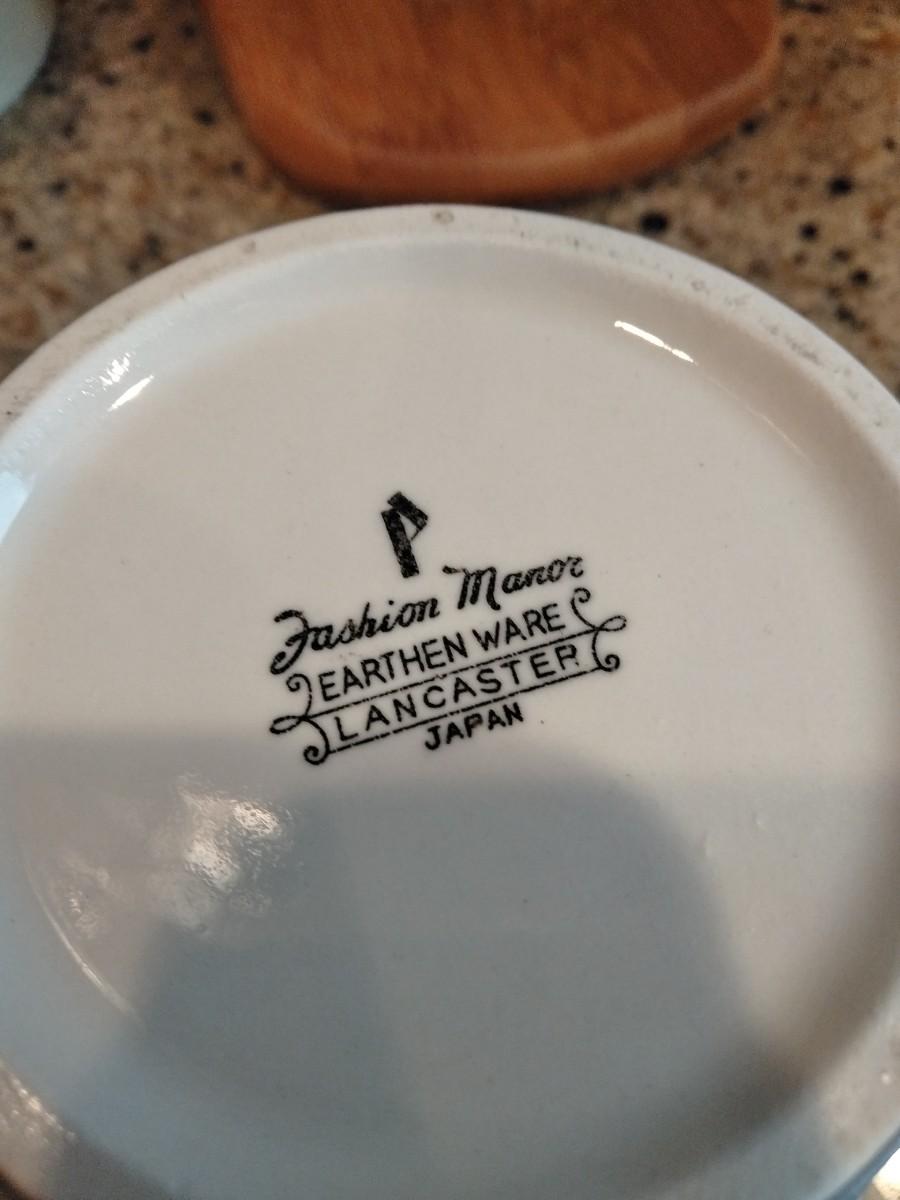 P
Fashion Manor
EARTHEN WARE
LANCASTER
JAPAN